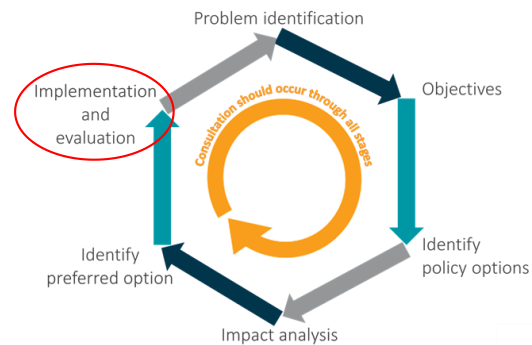 Problem identification
Objectives
Identify
policy options
Impact analysis
Identify
preferred option
Implementation
and
evaluation
Consultation should occur through all stages